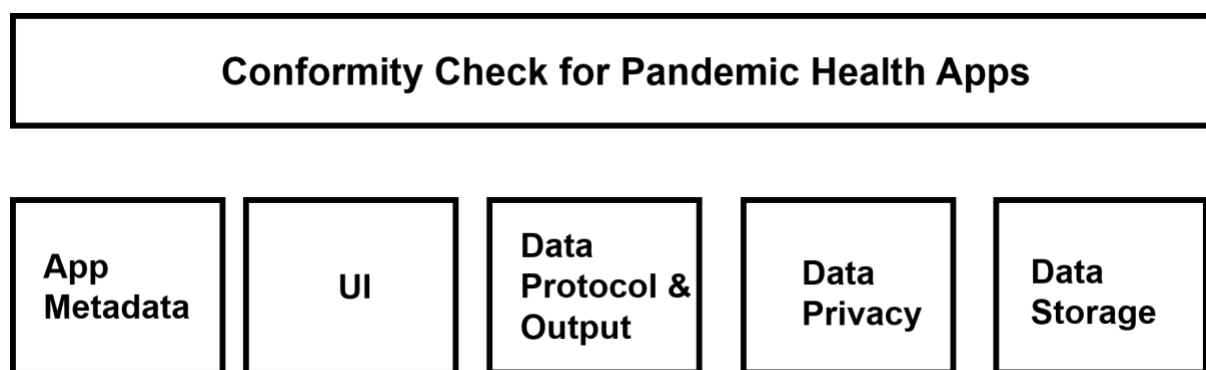 Conformity Check for Pandemic Health Apps
App
Metadata
UI
Data
Protocol &
Output
Data
Privacy
Data
Storage